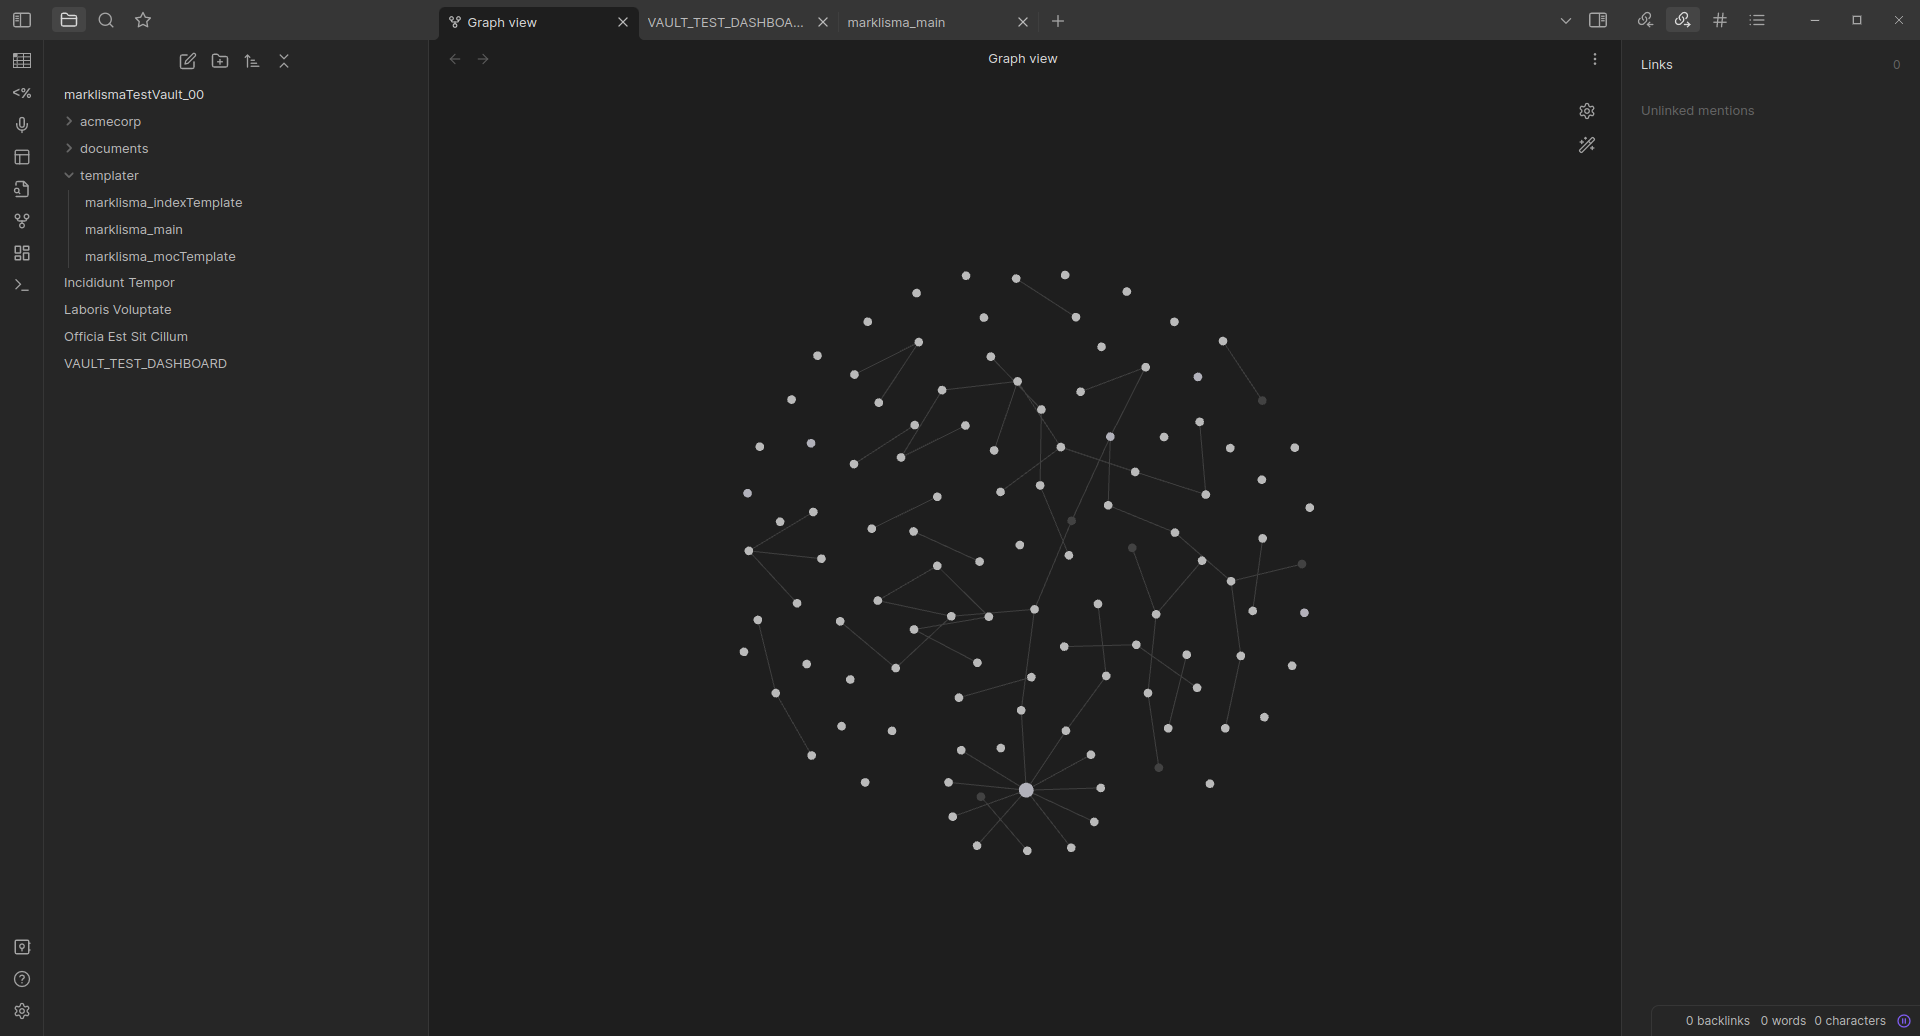 Graph view
VAULT_TEST_DASHBOA...
marklisma_main
<%
marklismaTestVault_00
acmecorp
documents
templater
marklisma_indexTemplate
marklisma_main
marklisma_mocTemplate
Incididunt Tempor
Laboris Voluptate
Officia Est Sit Cillum
VAULT_TEST_DASHBOARD
Graph view
Links 0
Unlinked mentions
0 backlinks 0 words 0 characters